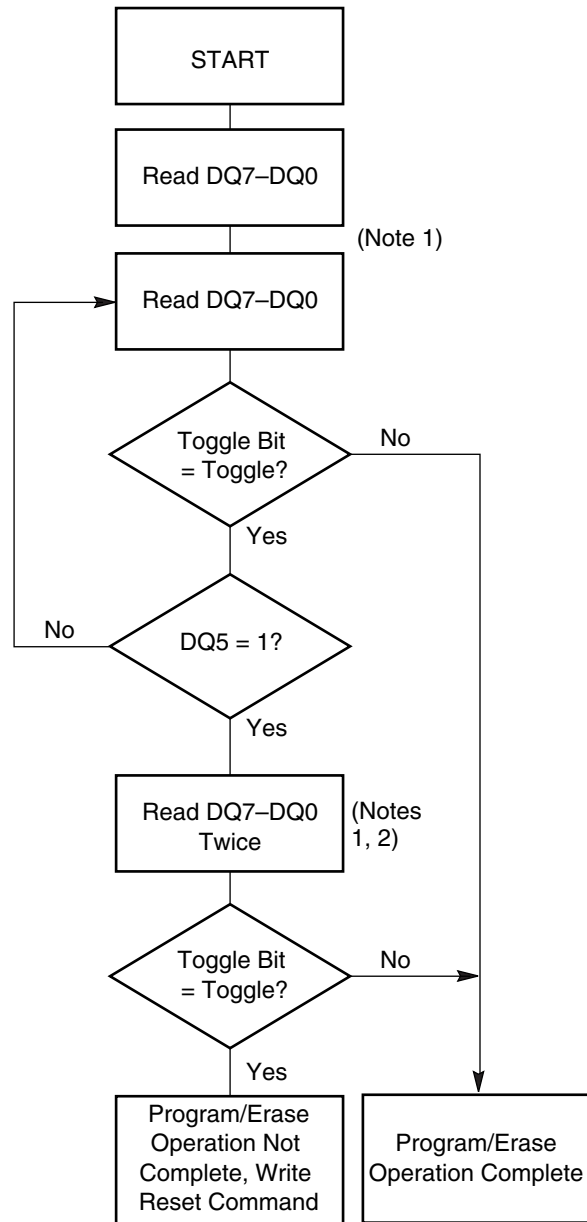 START
Read DQ7–DQ0
(Note 1)
Read DQ7–DQ0
Toggle Bit
= Toggle?
No
Yes
No
DQ5 = 1?
Yes
Read DQ7–DQ0
Twice
(Notes
1, 2)
Toggle Bit
= Toggle?
No
Yes
Program/Erase
Operation Not
Complete, Write
Reset Command
Program/Erase
Operation Complete